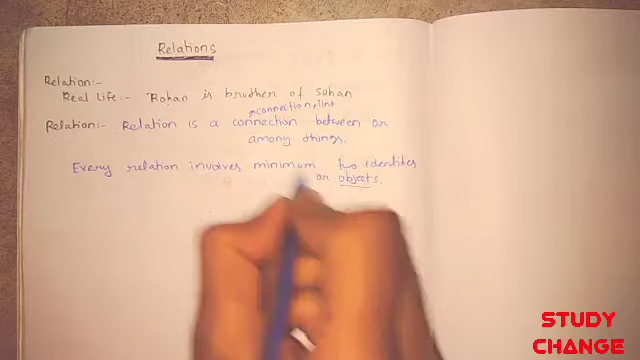 Relations
Relation:-
Real Life:- Rohan is brother of Sohan
connection, link
Relation:- Relation is a connection between or
among things.
Every relation involves minimum two identites
or objects.
STUDY
CHANGE